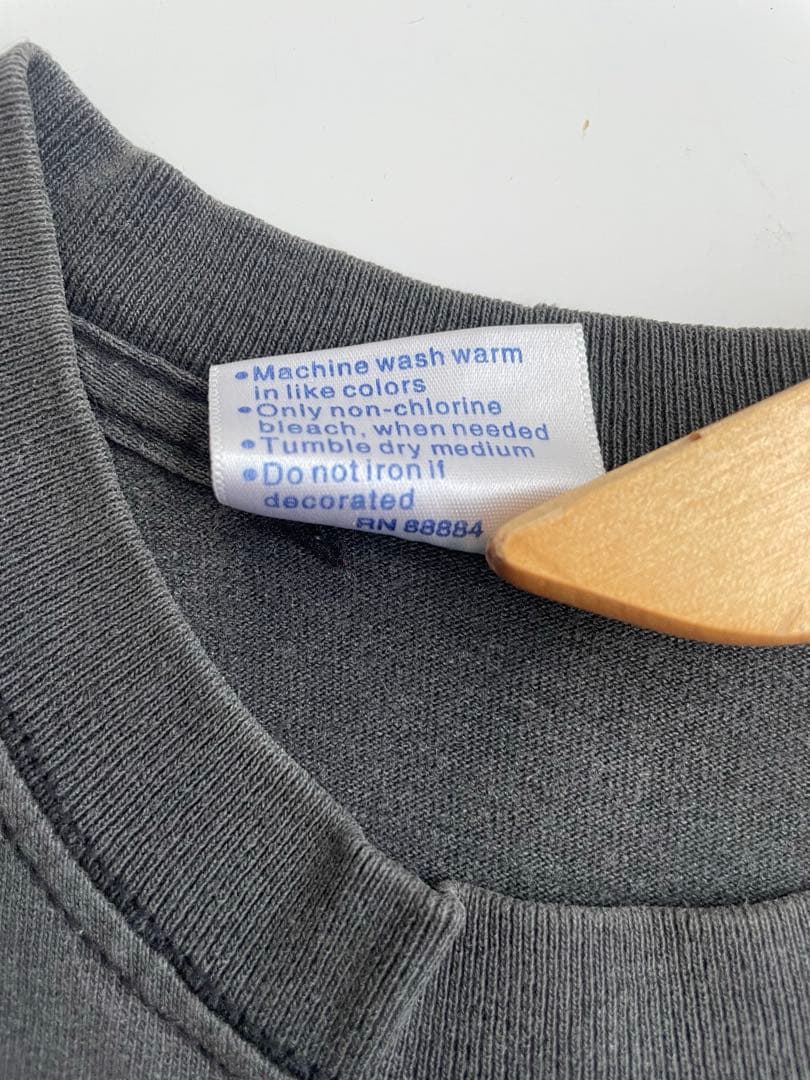 •Machine wash warm
in like colors
•Only non-chlorine
bleach, when needed
•Tumble dry medium
•Do not iron if
decorated
RN 68884